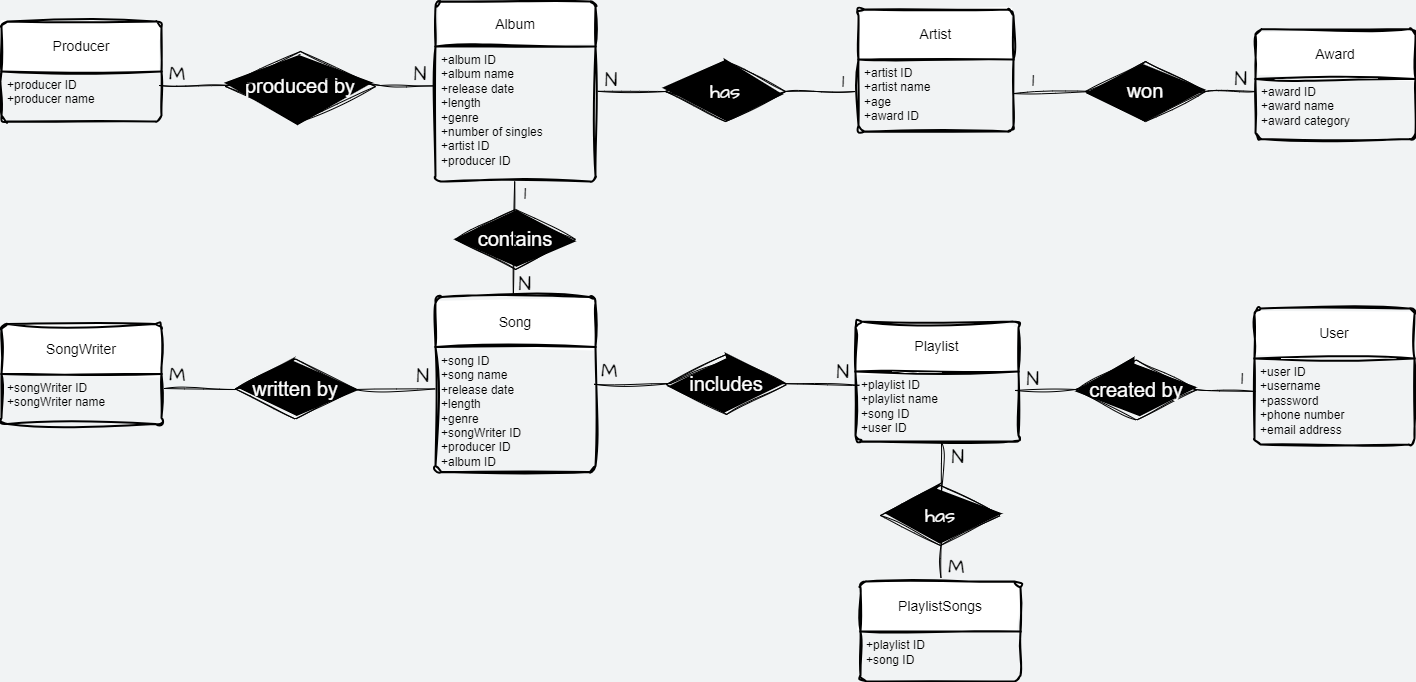 Producer
+producer ID
+producer name
M
produced by
N
Album
+album ID
+album name
+release date
+length
+genre
+number of singles
+artist ID
+producer ID
N
has
1
Artist
+artist ID
+artist name
+age
+award ID
1
won
N
Award
+award ID
+award name
+award category
1
contains
N
SongWriter
+songWriter ID
+songWriter name
M
written by
N
Song
+song ID
+song name
+release date
+length
+genre
+songWriter ID
+producer ID
+album ID
M
includes
N
Playlist
+playlist ID
+playlist name
+song ID
+user ID
N
created by
1
User
+user ID
+username
+password
+phone number
+email address
N
has
M
PlaylistSongs
+playlist ID
+song ID